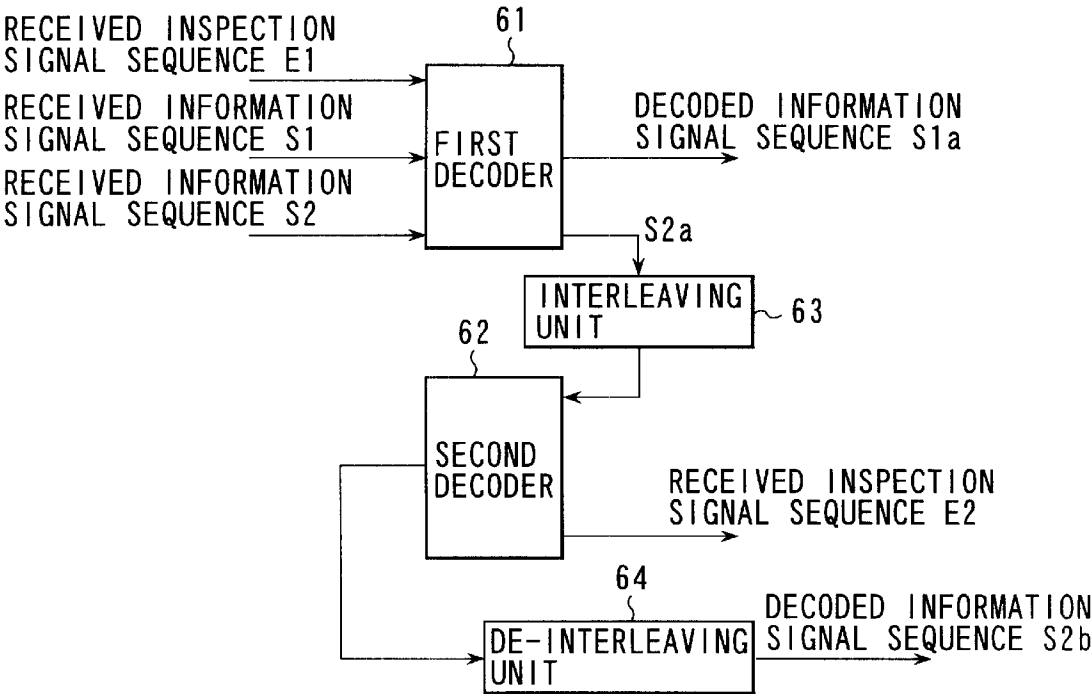 61
RECEIVED INSPECTION
SIGNAL SEQUENCE E1
RECEIVED INFORMATION
SIGNAL SEQUENCE S1
RECEIVED INFORMATION
SIGNAL SEQUENCE S2
FIRST
DECODER
DECODED INFORMATION
SIGNAL SEQUENCE S1a
S2a
INTERLEAVING
UNIT
63
62
SECOND
DECODER
RECEIVED INSPECTION
SIGNAL SEQUENCE E2
64
DE-INTERLEAVING
UNIT
DECODED INFORMATION
SIGNAL SEQUENCE S2b